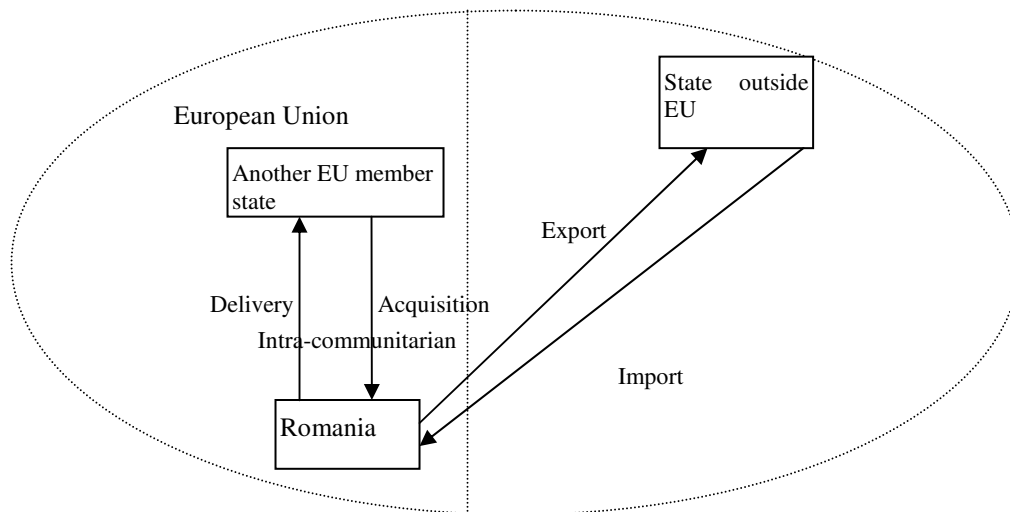 State outside
EU
European Union
Another EU member
state
Export
Delivery
Acquisition
Intra-communitarian
Import
Romania